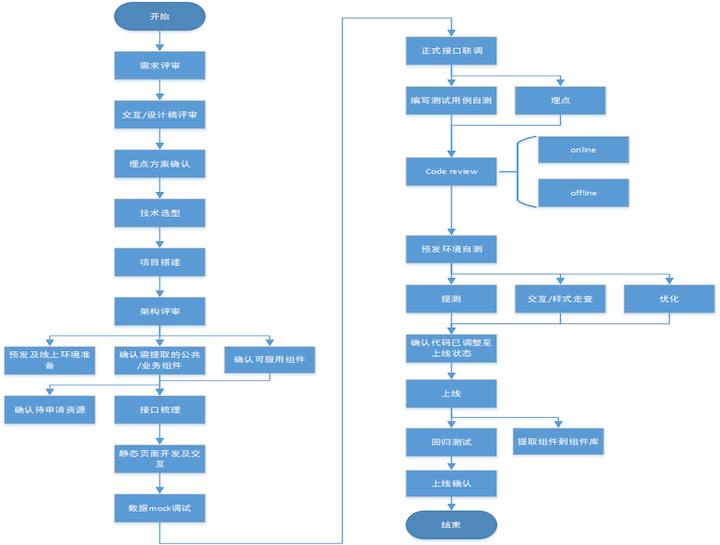 开始
需求评审
交互/设计稿评审
埋点方案确认
技术选型
项目搭建
架构评审
预发及线上环境准
备
确认需提取的公共
/业务组件
确认可服用组件
确认待申请资源
接口梳理
静态页面开发及交
互
数据mock调试
正式接口联调
编写测试用例自测
埋点
Code review
online
offline
预发环境自测
提测
交互/样式走查
优化
确认代码已调整至
上线状态
上线
回归测试
提取组件到组件库
上线确认
结束